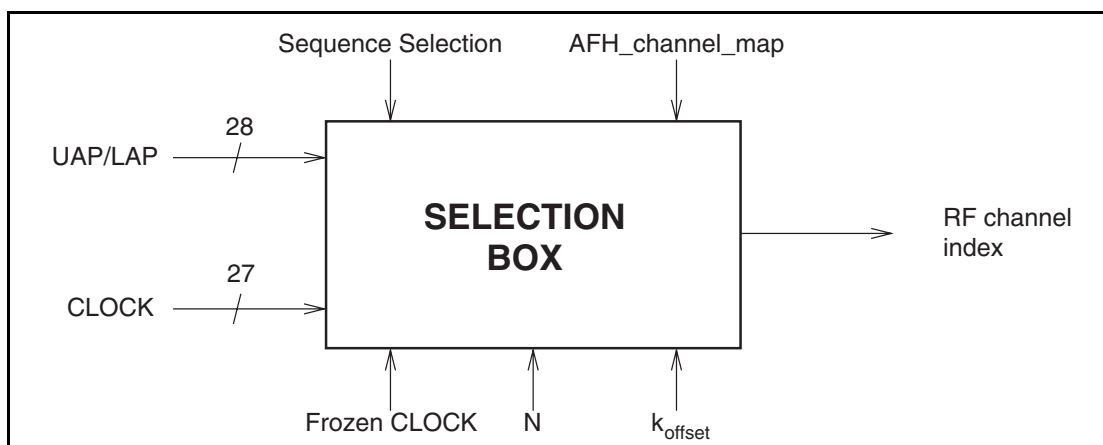 Sequence Selection
AFH_channel_map
28
UAP/LAP
SELECTION
BOX
RF channel
index
27
CLOCK
Frozen CLOCK
N
koffset